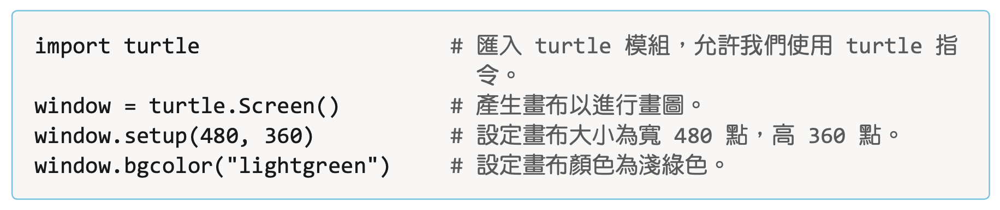 import turtle # 匯入 turtle 模組，允許我們使用 turtle 指
令。
window = turtle.Screen() # 產生畫布以進行畫圖。
window.setup(480, 360) # 設定畫布大小為寬 480 點，高 360 點。
window.bgcolor("lightgreen") # 設定畫布顏色為淺綠色。